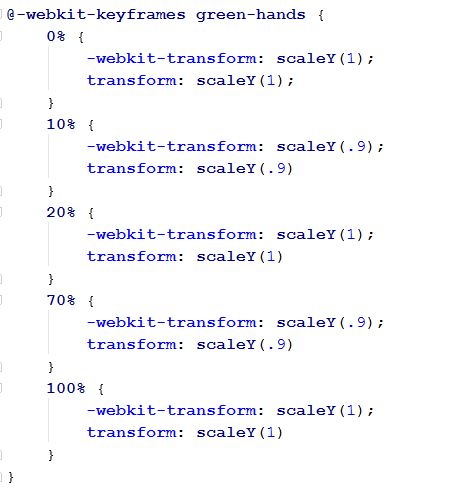 @-webkit-keyframes green-hands {
    0% {
        -webkit-transform: scaleY(1);
        transform: scaleY(1);
    }
    10% {
        -webkit-transform: scaleY(.9);
        transform: scaleY(.9)
    }
    20% {
        -webkit-transform: scaleY(1);
        transform: scaleY(1)
    }
    70% {
        -webkit-transform: scaleY(.9);
        transform: scaleY(.9)
    }
    100% {
        -webkit-transform: scaleY(1);
        transform: scaleY(1)
    }
}